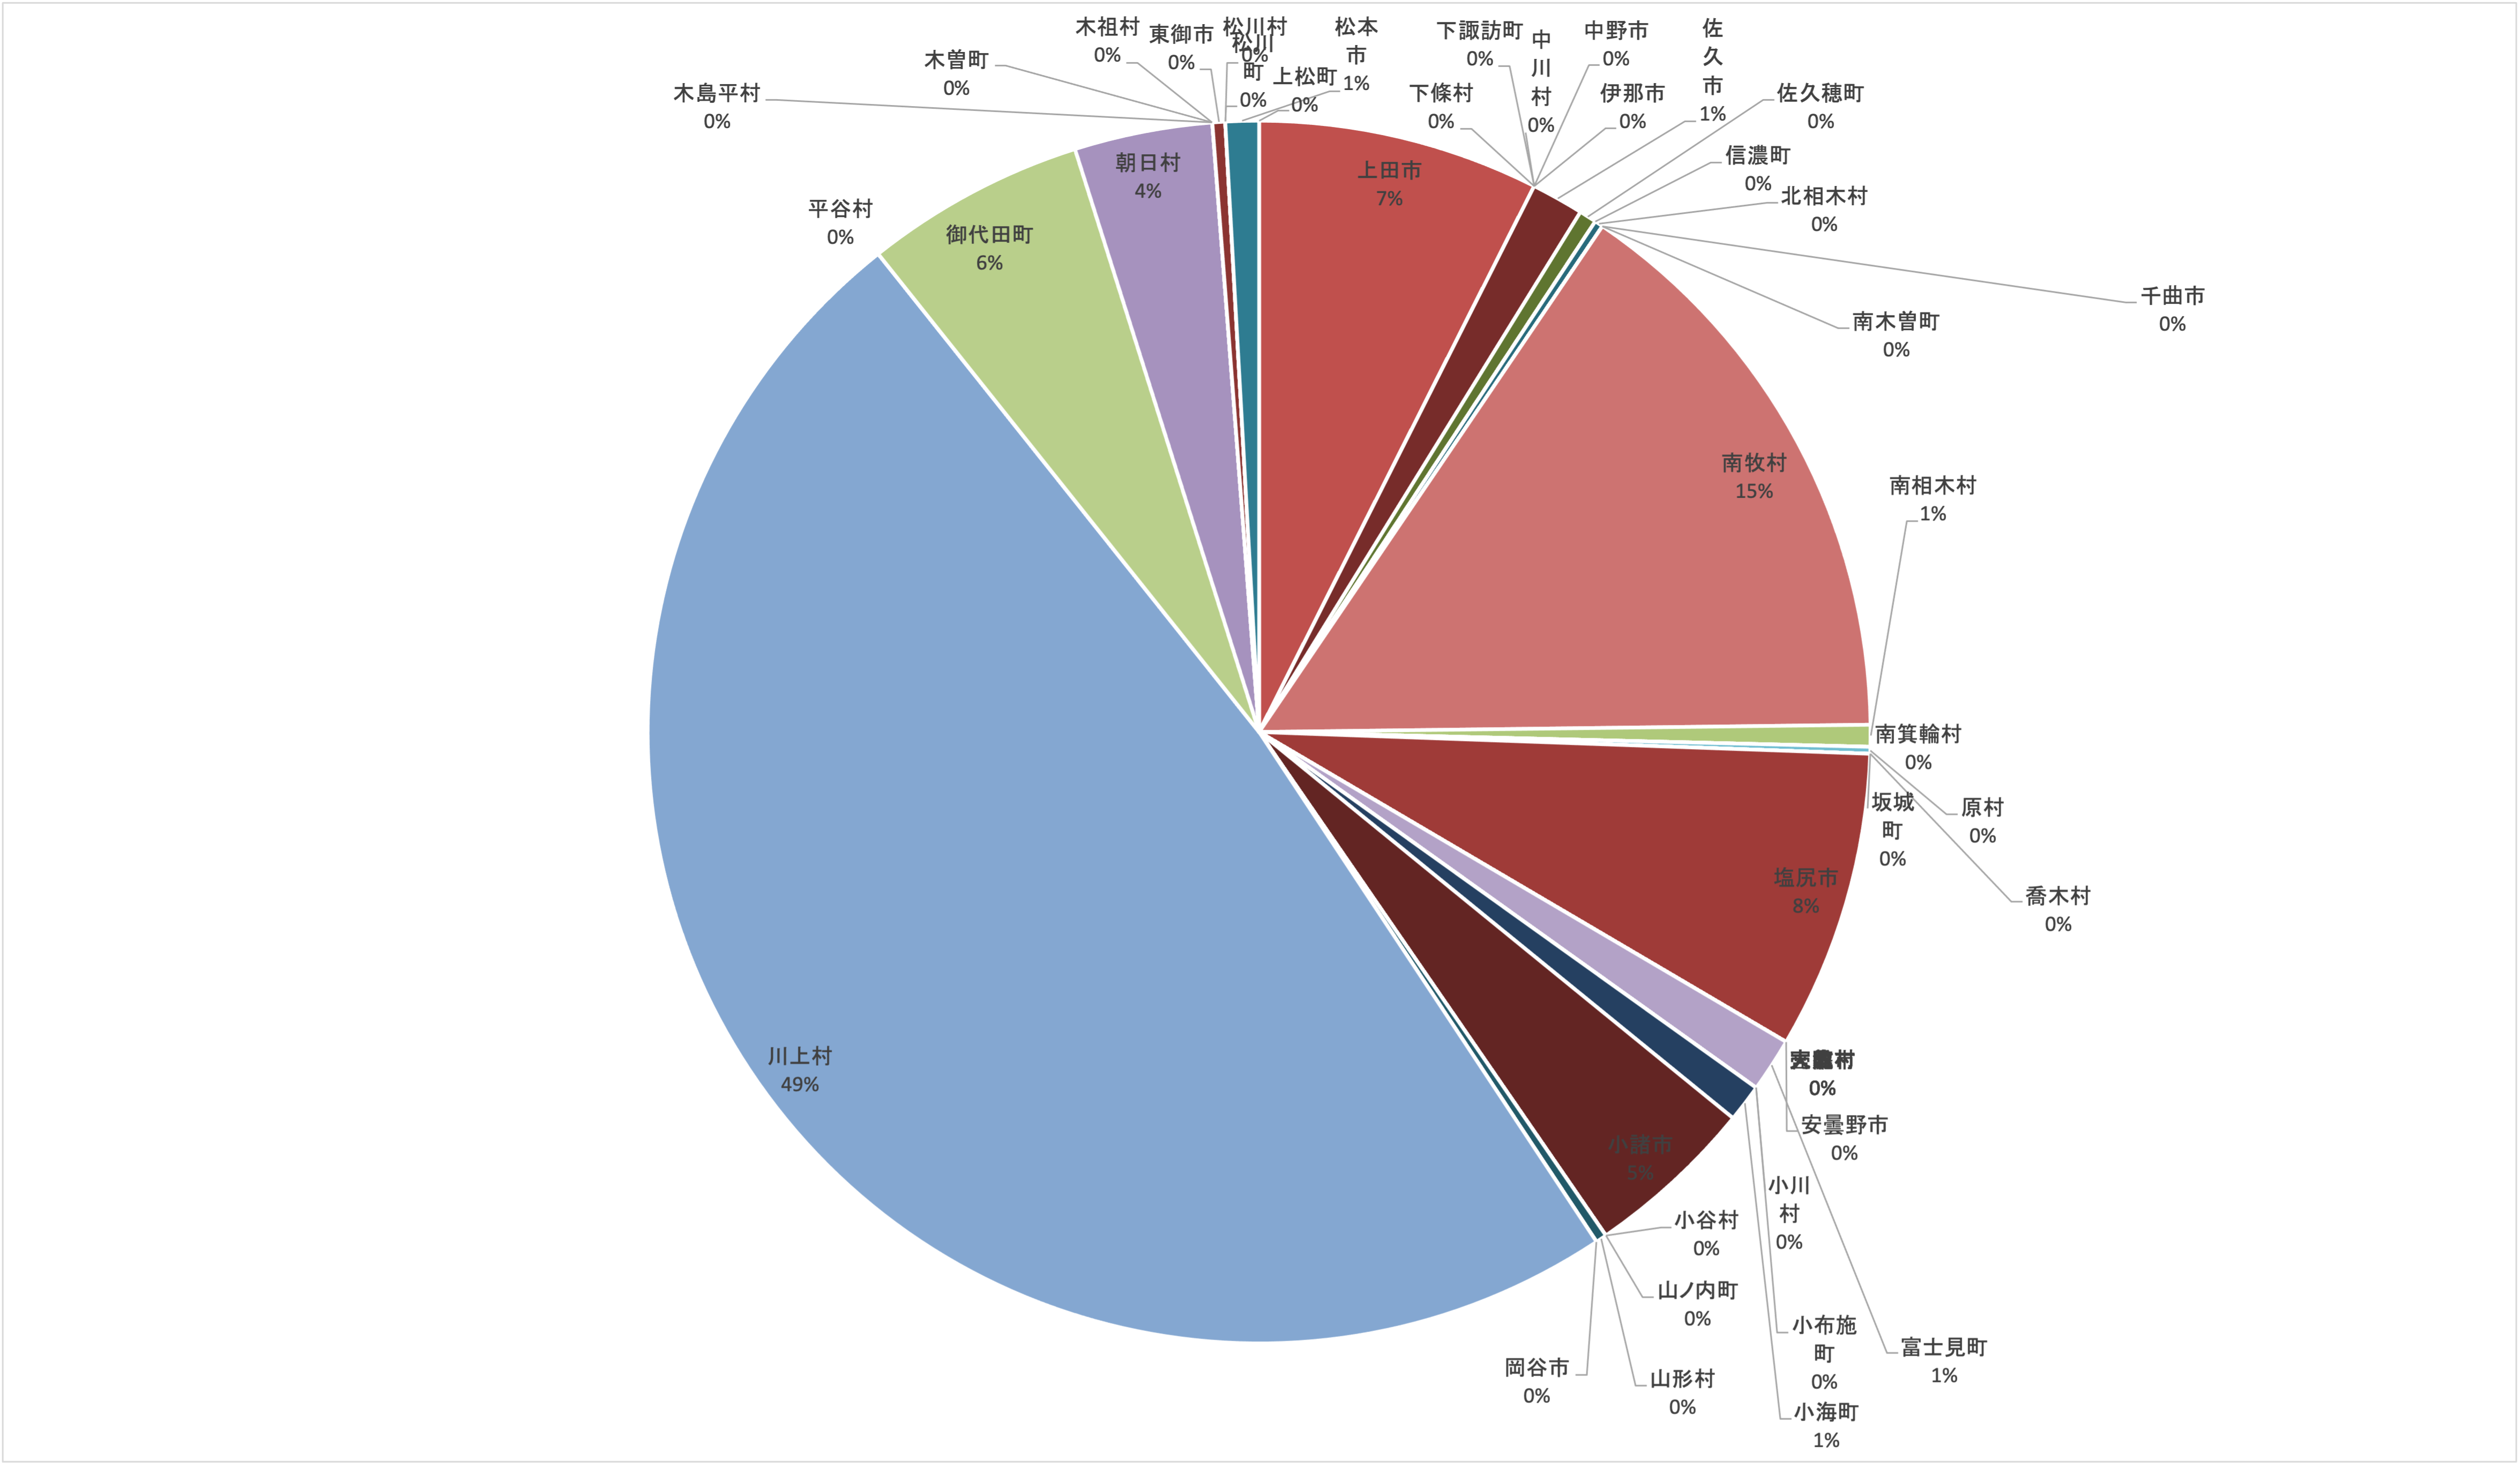 木祖村
0%
東御市
0%
松川村
0%
松川
町
0%
上松町
0%
松本
市
1%
下諏訪町
0%
中
川
村
0%
中野市
0%
佐
久
市
1%
木曽町
0%
木島平村
0%
下條村
0%
伊那市
0%
佐久穂町
0%
信濃町
0%
北相木村
0%
千曲市
0%
南木曽町
0%
上田市
7%
朝日村
4%
平谷村
0%
御代田町
6%
南牧村
15%
南相木村
1%
南箕輪村
0%
原村
0%
坂城
町
0%
喬木村
0%
塩尻市
8%
0%
安曇野市
0%
川上村
49%
小諸市
5%
小川
村
0%
小谷村
0%
山ノ内町
0%
小布施
町
0%
富士見町
1%
岡谷市
0%
山形村
0%
小海町
1%